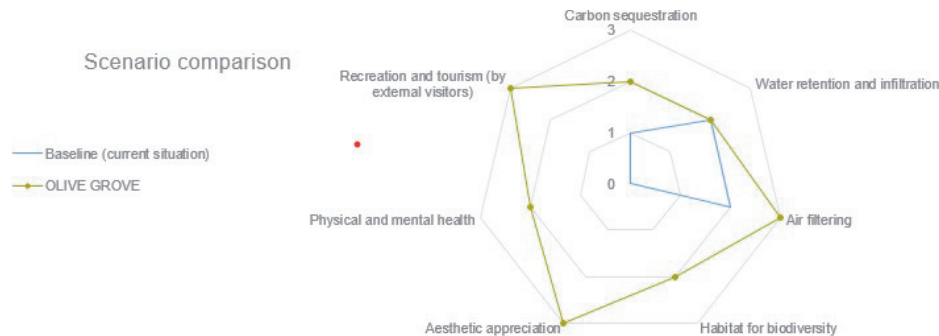 Scenario comparison
Baseline (current situation)
OLIVE GROVE
Carbon sequestration
3
2
1
0
Water retention and infiltration
Air filtering
Habitat for biodiversity
Aesthetic appreciation
Physical and mental health
Recreation and tourism (by
external visitors)